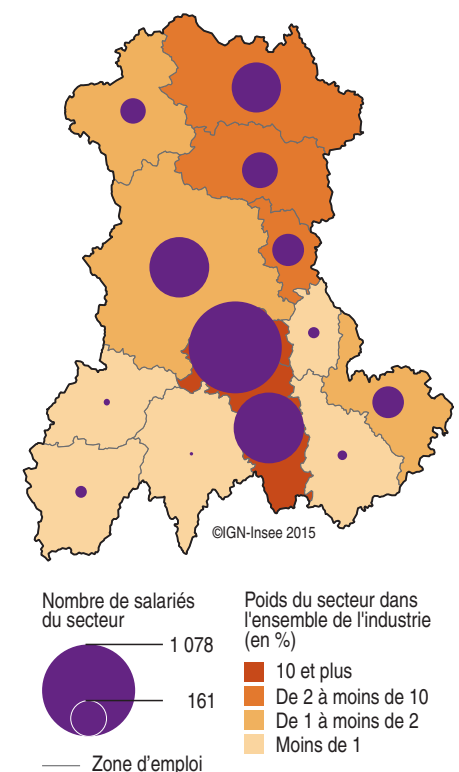 ©IGN-Insee 2015
Nombre de salariés
du secteur
1 078
161
Zone d'emploi
Poids du secteur dans
l'ensemble de l'industrie
(en %)
10 et plus
De 2 à moins de 10
De 1 à moins de 2
Moins de 1